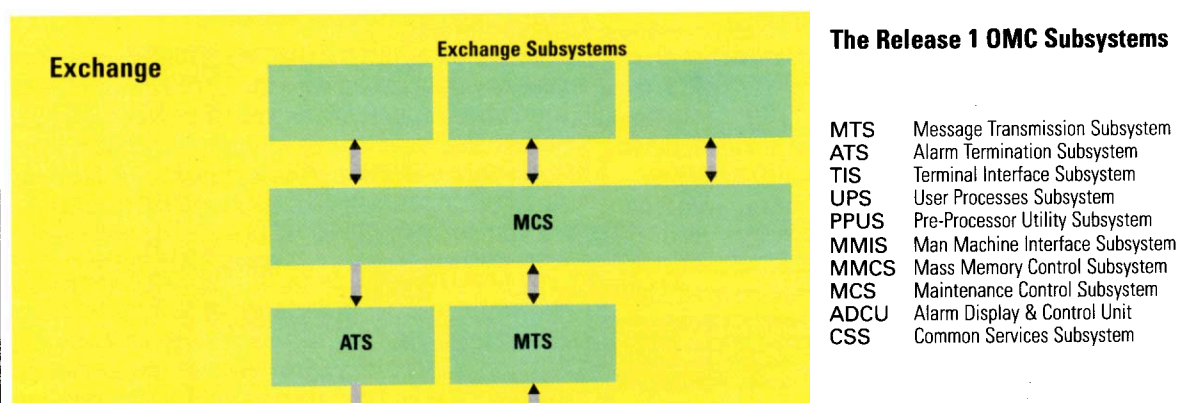 Exchange
Exchange Subsystems
MCS
ATS
MTS
The Release 1 OMC Subsystems
MTS Message Transmission Subsystem
ATS Alarm Termination Subsystem
TIS Terminal Interface Subsystem
UPS User Processes Subsystem
PPUS Pre-Processor Utility Subsystem
MMIS Man Machine Interface Subsystem
MMCS Mass Memory Control Subsystem
MCS Maintenance Control Subsystem
ADCU Alarm Display & Control Unit
CSS Common Services Subsystem